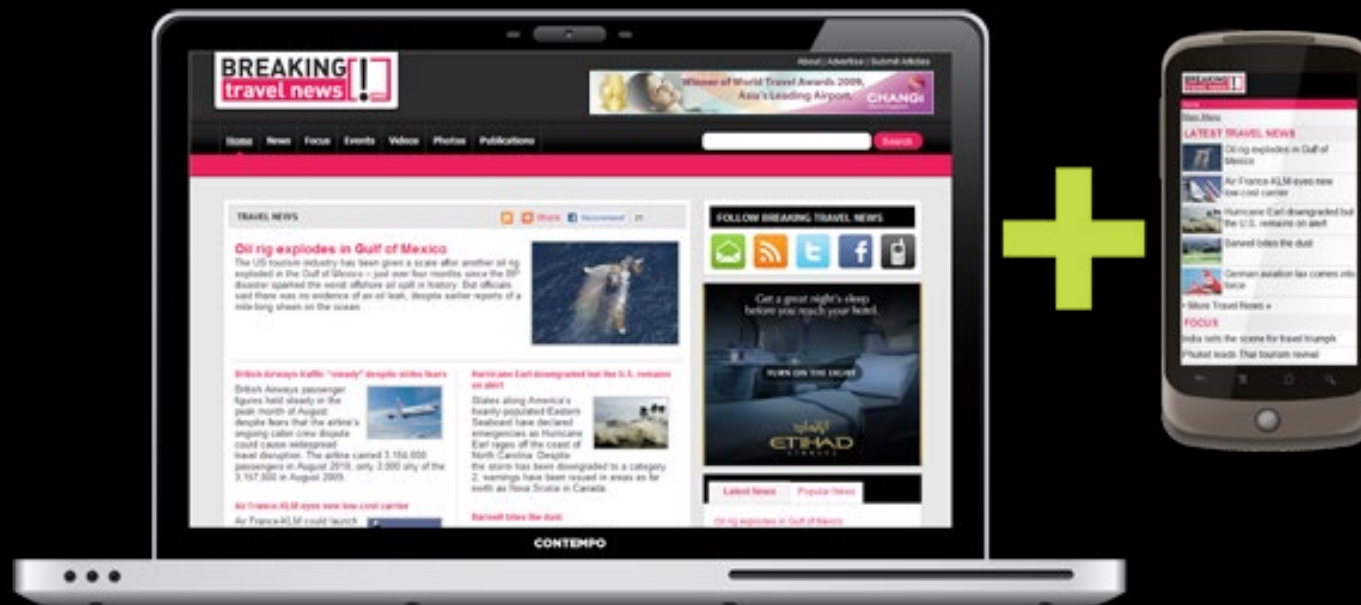 BREAKING
travel news [!]
About | Advertise | Submit Articles
Winner of World Travel Awards 2009,
Asia's Leading Airport.
CHANGI
Home News Focus Events Videos Photos Publications
Search
TRAVEL NEWS
Share Recommend
FOLLOW BREAKING TRAVEL NEWS
Oil rig explodes in Gulf of Mexico
The US tourism industry has been given a scare after another oil rig
exploded in the Gulf of Mexico – just over four months since the BP
disaster sparked the worst offshore oil spill in history. But officials
said there was no evidence of an oil leak, despite earlier reports of a
mile-long sheen on the ocean.
Get a great night's sleep
before you reach your hotel.
TURN ON THE LIGHT
الإتحاد
ETIHAD
AIRWAYS
British Airways traffic "steady" despite strike fears
British Airways passenger
figures held steady in the
peak month of August
despite fears that the airline's
ongoing cabin crew dispute
could cause widespread
travel disruption. The airline carried 3,164,000
passengers in August 2010, only 3,000 shy of the
3,167,000 in August 2009.
Hurricane Earl downgraded but the U.S. remains
on alert
States along America's
heavily-populated Eastern
Seaboard have declared
emergencies as Hurricane
Earl rages off the coast of
North Carolina. Despite
the storm has been downgraded to a category
2, warnings have been issued in areas as far
north as Nova Scotia in Canada.
Air France-KLM eyes new low-cost carrier
Air France-KLM could launch
Barwell bites the dust
Latest News Popular News
Oil rig explodes in Gulf of Mexico
CONTEMPO
BREAKING
travel news [!]
Home
Main Menu
LATEST TRAVEL NEWS
Oil rig explodes in Gulf of
Mexico
Air France-KLM eyes new
low-cost carrier
Hurricane Earl downgraded but
the U.S. remains on alert
Barwell bites the dust
German aviation tax comes into
force
More Travel News »
FOCUS
India sets the scene for travel triumph
Phuket leads Thai tourism revival